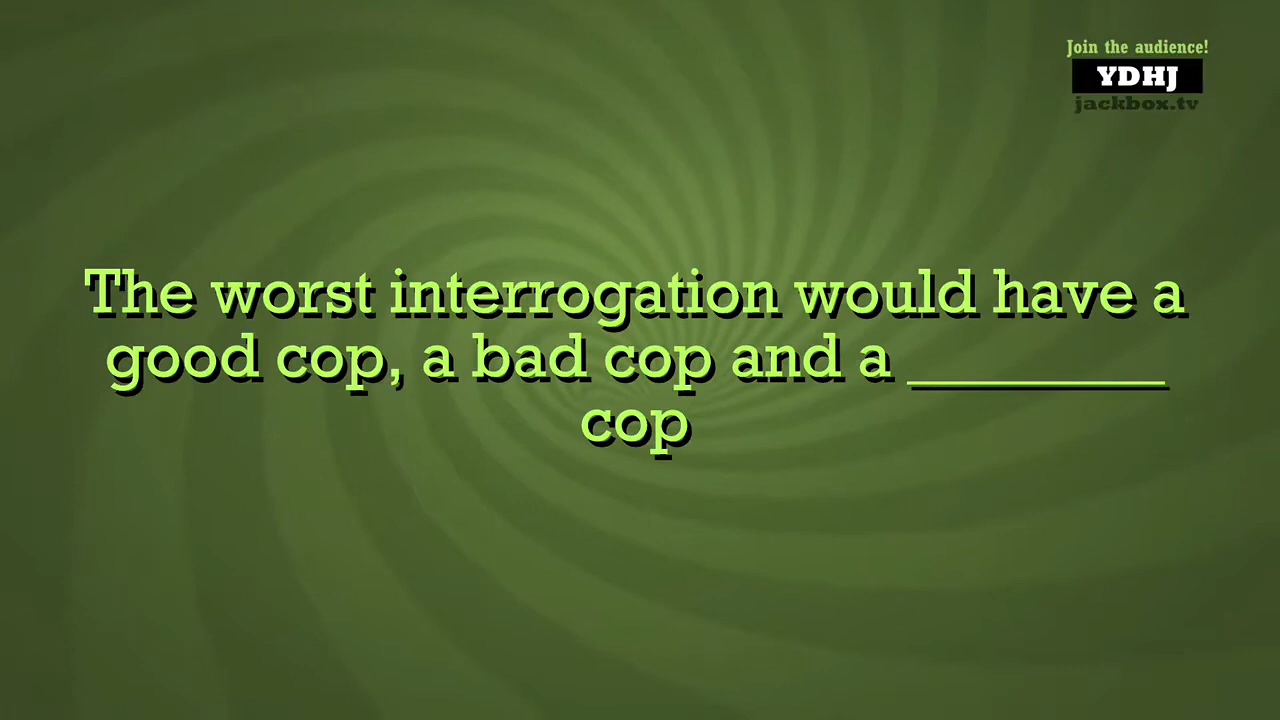 Join the audience!
YDHJ
jackbox.tv
The worst interrogation would have a
good cop, a bad cop and a ________
cop